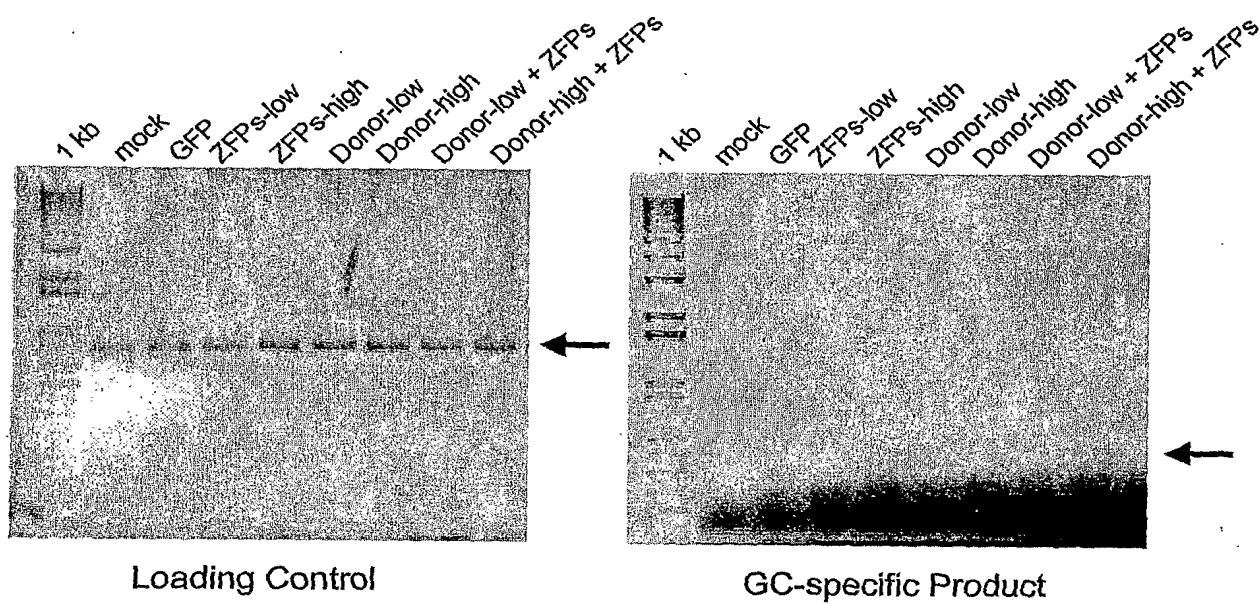 1 kb
mock
GFP
ZFPs-low
ZFPs-high
Donor-low
Donor-high
Donor-low + ZFPs
Donor-high + ZFPs
1 kb
mock
GFP
ZFPs-low
ZFPs-high
Donor-low
Donor-high
Donor-low + ZFPs
Donor-high + ZFPs
Loading Control
GC-specific Product